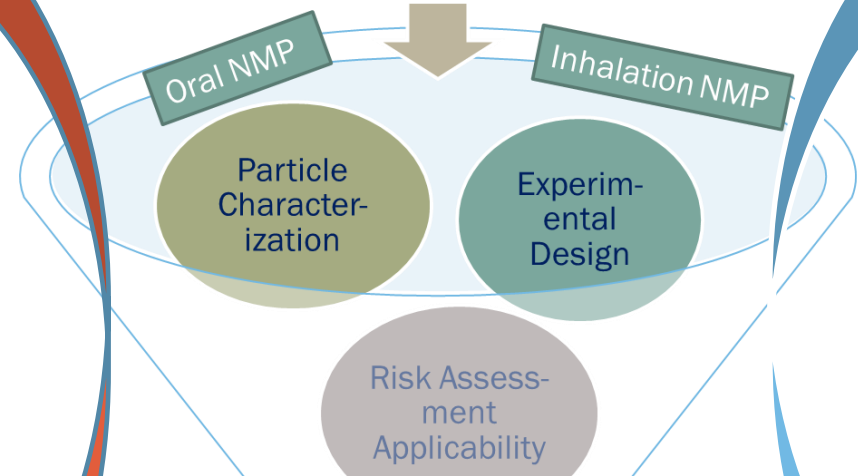 Oral NMP
Inhalation NMP
Particle
Character-
ization
Experim-
ental
Design
Risk Assess-
ment
Applicability